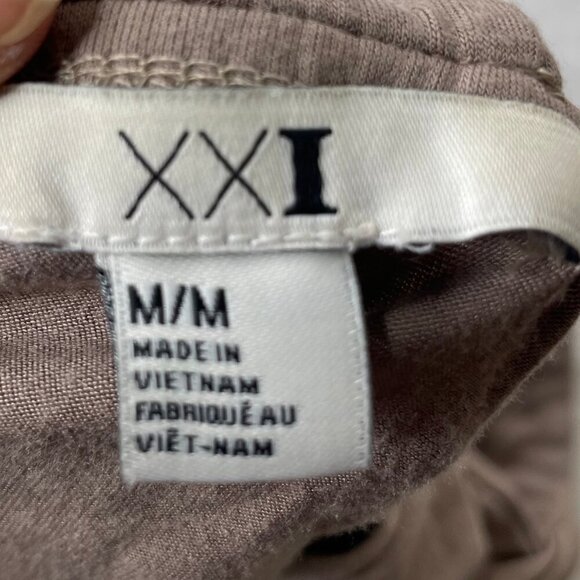 XXI
M/M
MADE IN
VIETNAM
FABRIQUÉ AU
VIÊT-NAM